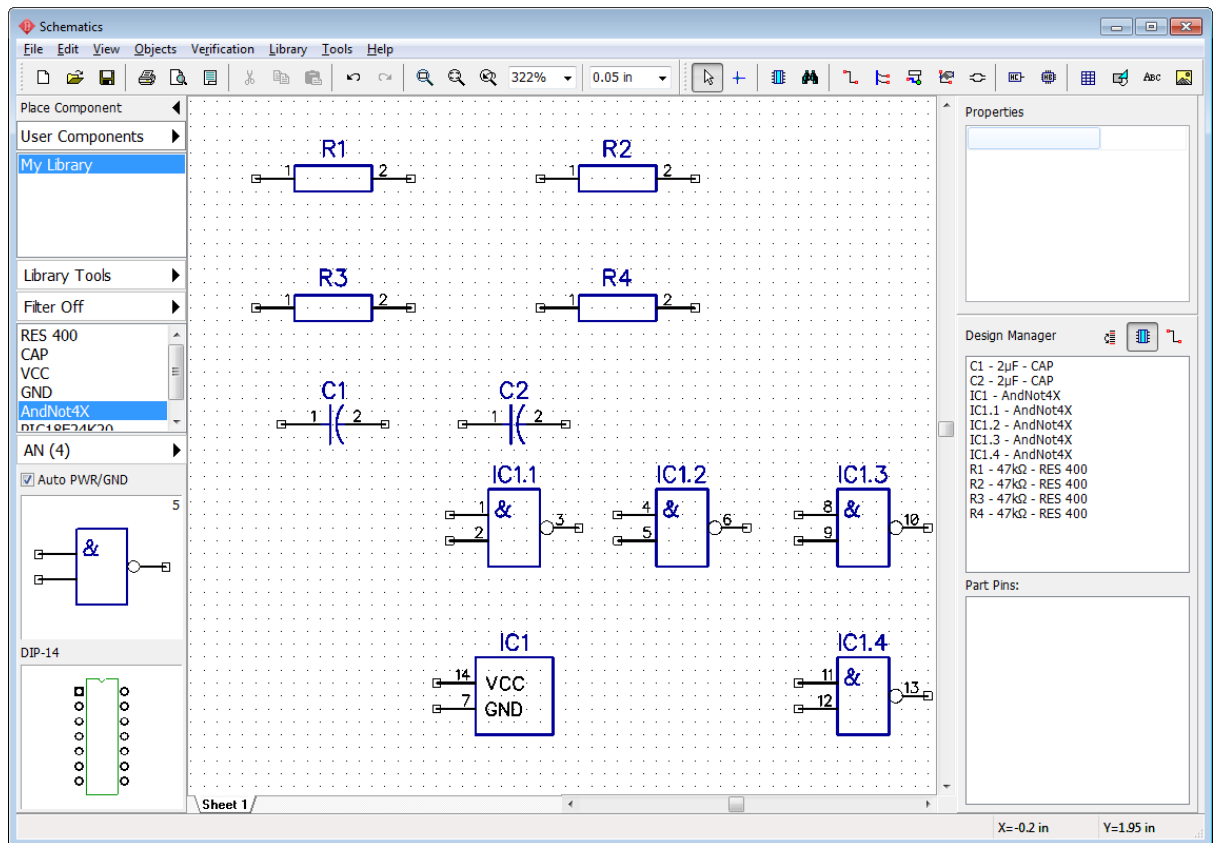 Schematics
File Edit View Objects Verification Library Tools Help
322% 0.05 in ABC
Place Component
User Components
My Library
Library Tools
Filter Off
RES 400
CAP
VCC
GND
AndNot4X
PIC18F24K20
AN (4)
Auto PWR/GND
5
&
DIP-14
R1
1 2
R2
1 2
R3
1 2
R4
1 2
C1
1 2
C2
1 2
IC1.1
1 & 3
2
IC1.2
4 & 6
5
IC1.3
8 & 10
9
IC1
14 VCC
7 GND
IC1.4
11 & 13
12
Sheet 1
Properties
Design Manager
C1 - 2µF - CAP
C2 - 2µF - CAP
IC1 - AndNot4X
IC1.1 - AndNot4X
IC1.2 - AndNot4X
IC1.3 - AndNot4X
IC1.4 - AndNot4X
R1 - 47kΩ - RES 400
R2 - 47kΩ - RES 400
R3 - 47kΩ - RES 400
R4 - 47kΩ - RES 400
Part Pins:
X=-0.2 in Y=1.95 in